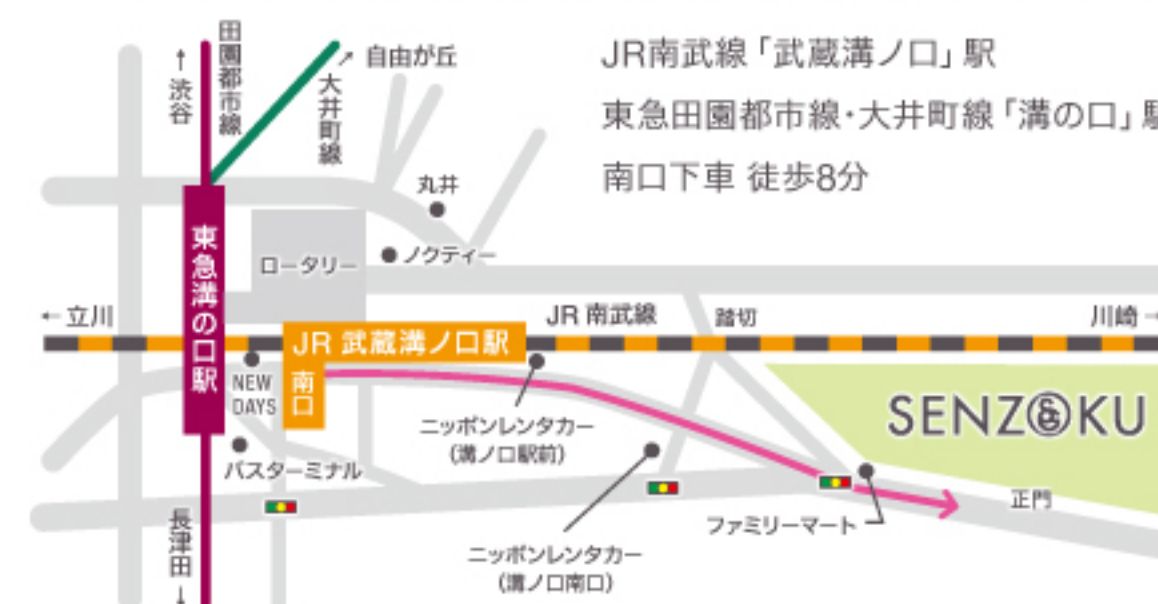 JR南武線「武蔵溝ノ口」駅
東急田園都市線・大井町線「溝の口」駅
南口下車 徒歩8分
↑渋谷
田園都市線
↗自由が丘
大井町線
丸井
ノクティー
ロータリー
東急溝の口駅
←立川
JR 南武線
踏切
川崎→
JR 武蔵溝ノ口駅
南口
NEW
DAYS
SENZOKU
ニッポンレンタカー
(溝ノ口駅前)
バスターミナル
正門
ファミリーマート
長津田↓
ニッポンレンタカー
(溝ノ口南口)